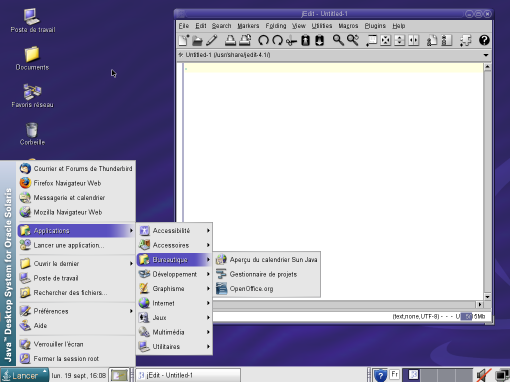 jEdit - Untitled-1
Poste de travail
File Edit Search Markers Folding View Utilities Macros Plugins Help
Untitled-1 (/usr/share/jedit-4.1/)
Documents
Favoris réseau
Corbeille
Java™ Desktop System for Oracle Solaris
Courrier et Forums de Thunderbird
Firefox Navigateur Web
Messagerie et calendrier
Mozilla Navigateur Web
Applications
Lancer une application...
Ouvrir le dernier
Poste de travail
Rechercher des fichiers...
Préférences
Aide
Verrouiller l'écran
Fermer la session root
Accessibilité
Accessoires
Bureautique
Développement
Graphisme
Internet
Jeux
Multimédia
Utilitaires
Aperçu du calendrier Sun Java
Gestionnaire de projets
OpenOffice.org
(text,none,UTF-8) - - - U
Lancer
lun. 19 sept, 16:08
jEdit - Untitled-1
Fr